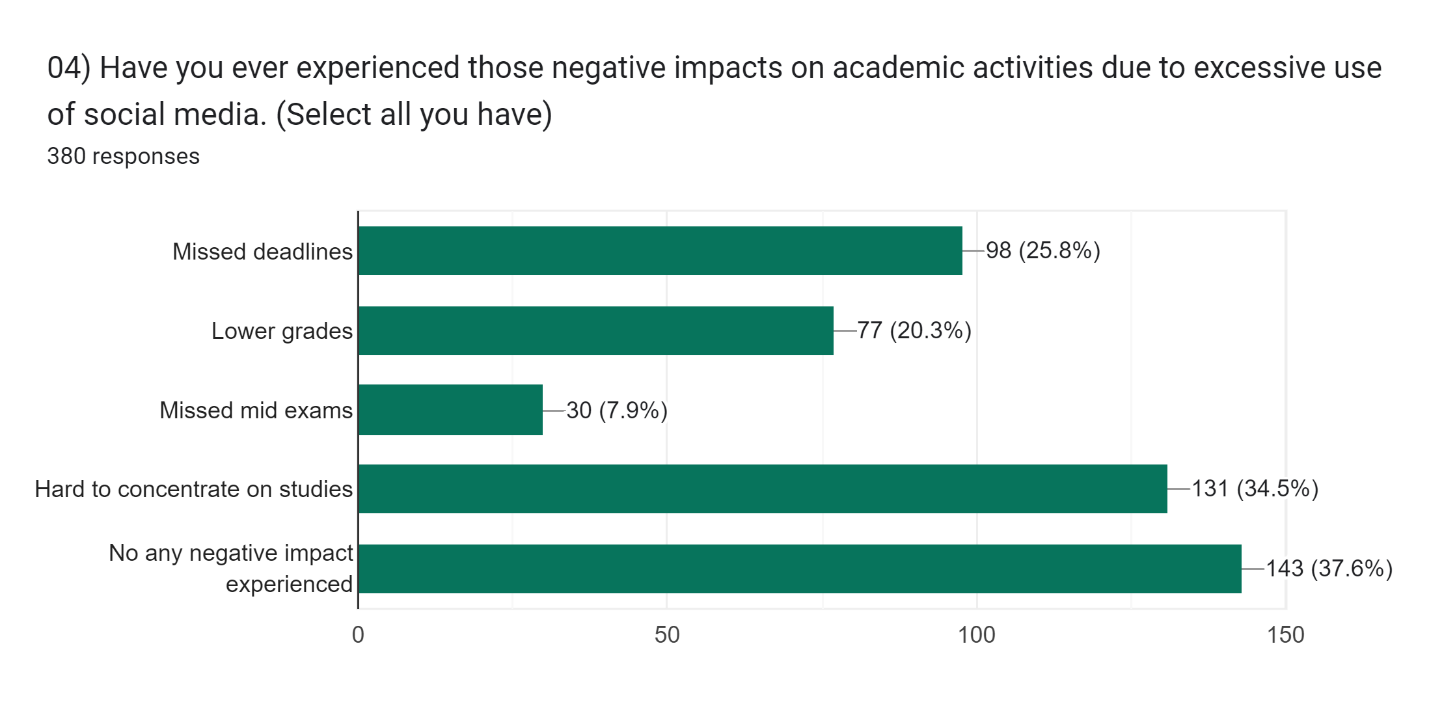 04) Have you ever experienced those negative impacts on academic activities due to excessive use
of social media. (Select all you have)
380 responses
Missed deadlines
98 (25.8%)
Lower grades
77 (20.3%)
Missed mid exams
30 (7.9%)
Hard to concentrate on studies
131 (34.5%)
No any negative impact
experienced
143 (37.6%)
0
50
100
150